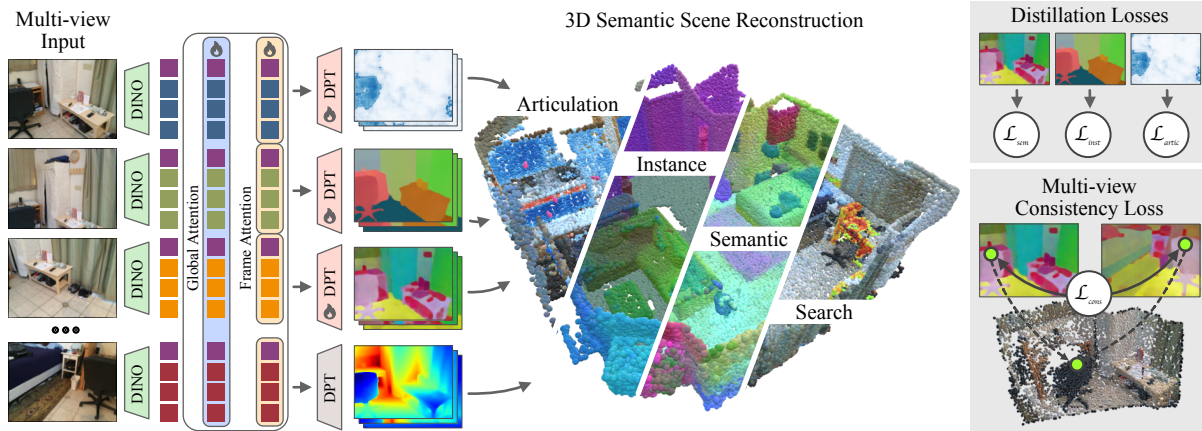 Multi-view
Input
DINO
DINO
DINO
DINO
Global Attention
Frame Attention
DPT
DPT
DPT
DPT
3D Semantic Scene Reconstruction
Articulation
Instance
Semantic
Search
Distillation Losses
ℒsem
ℒinst
ℒartic
Multi-view
Consistency Loss
ℒcons